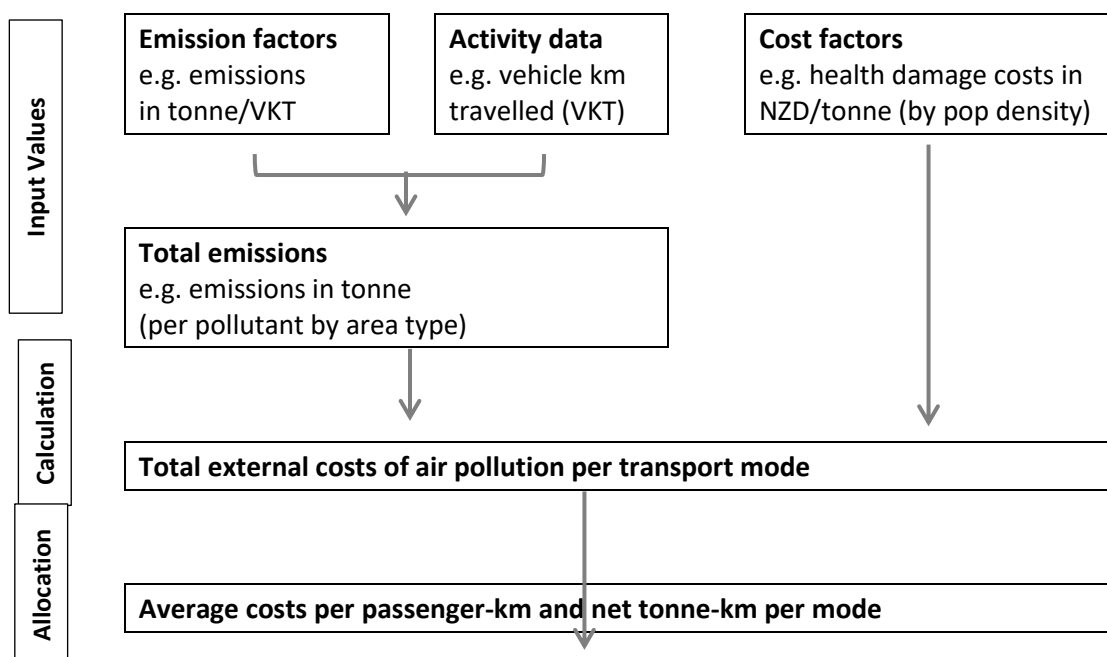 Input Values
Emission factors
e.g. emissions
in tonne/VKT
Activity data
e.g. vehicle km
travelled (VKT)
Cost factors
e.g. health damage costs in
NZD/tonne (by pop density)
Total emissions
e.g. emissions in tonne
(per pollutant by area type)
Calculation
Total external costs of air pollution per transport mode
Allocation
Average costs per passenger-km and net tonne-km per mode